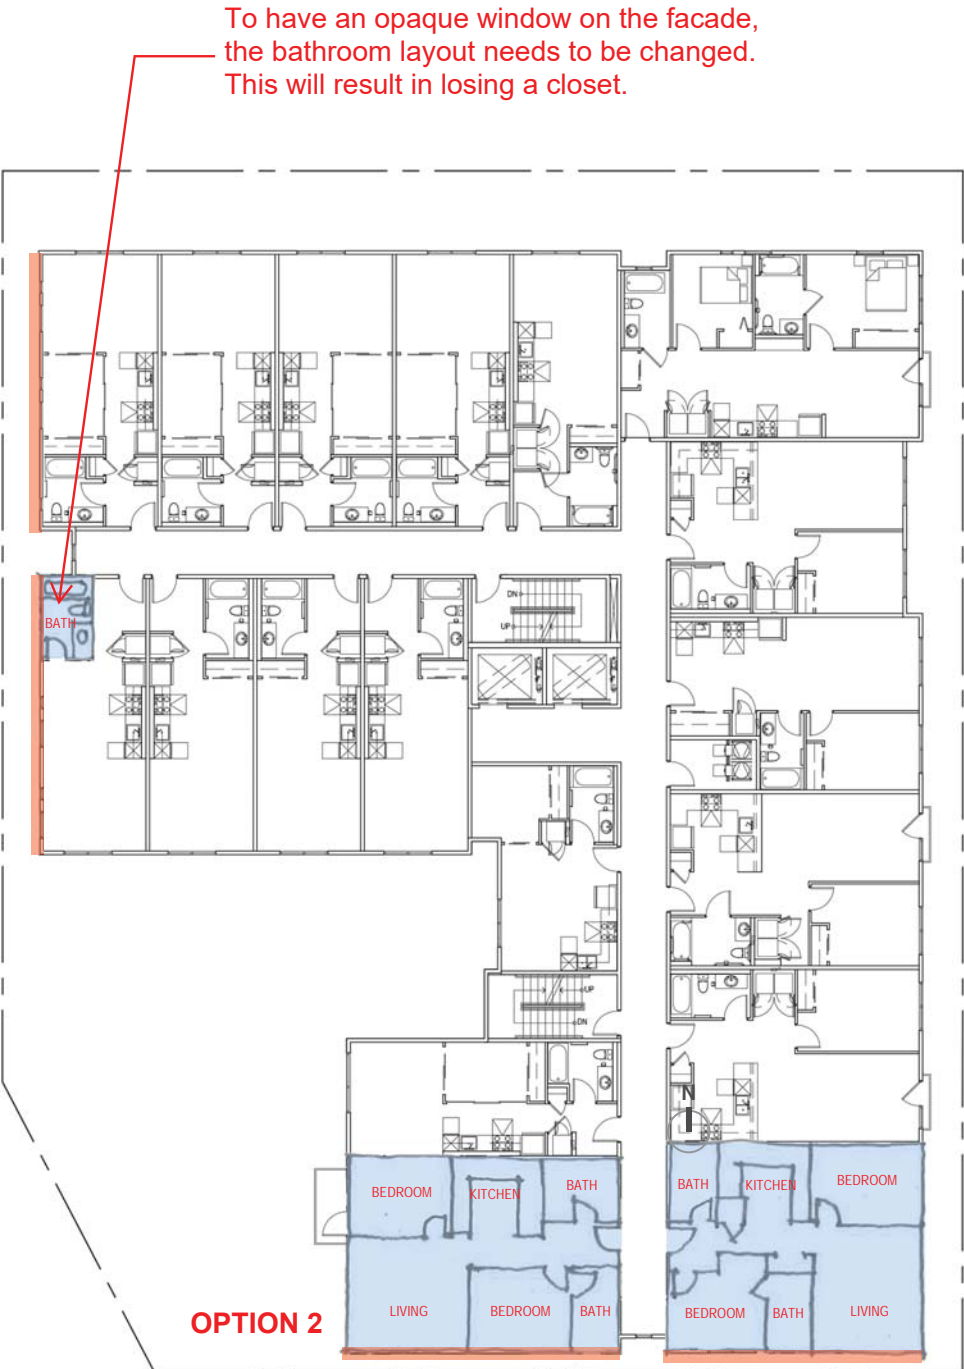 To have an opaque window on the facade,
the bathroom layout needs to be changed.
This will result in losing a closet.
DN
UP
BATH
UP
DN
N
BEDROOM
KITCHEN
BATH
BATH
KITCHEN
BEDROOM
LIVING
BEDROOM
BATH
BEDROOM
BATH
LIVING
OPTION 2